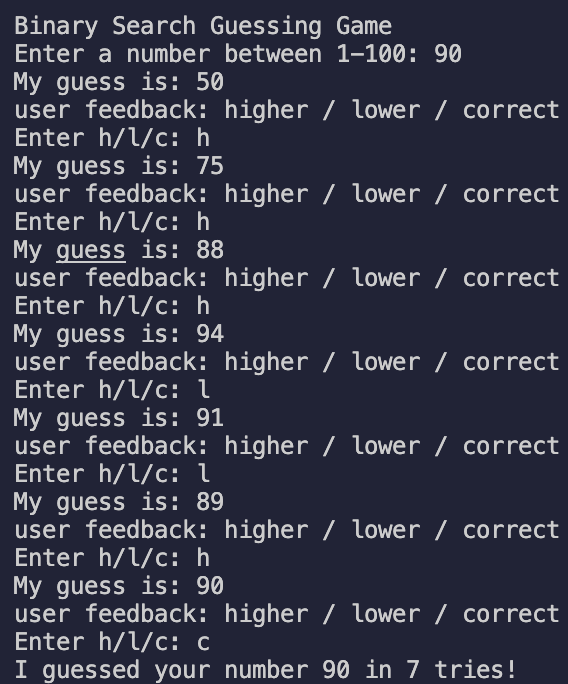 Binary Search Guessing Game
Enter a number between 1–100: 90
My guess is: 50
user feedback: higher / lower / correct
Enter h/l/c: h
My guess is: 75
user feedback: higher / lower / correct
Enter h/l/c: h
My guess is: 88
user feedback: higher / lower / correct
Enter h/l/c: h
My guess is: 94
user feedback: higher / lower / correct
Enter h/l/c: l
My guess is: 91
user feedback: higher / lower / correct
Enter h/l/c: l
My guess is: 89
user feedback: higher / lower / correct
Enter h/l/c: h
My guess is: 90
user feedback: higher / lower / correct
Enter h/l/c: c
I guessed your number 90 in 7 tries!